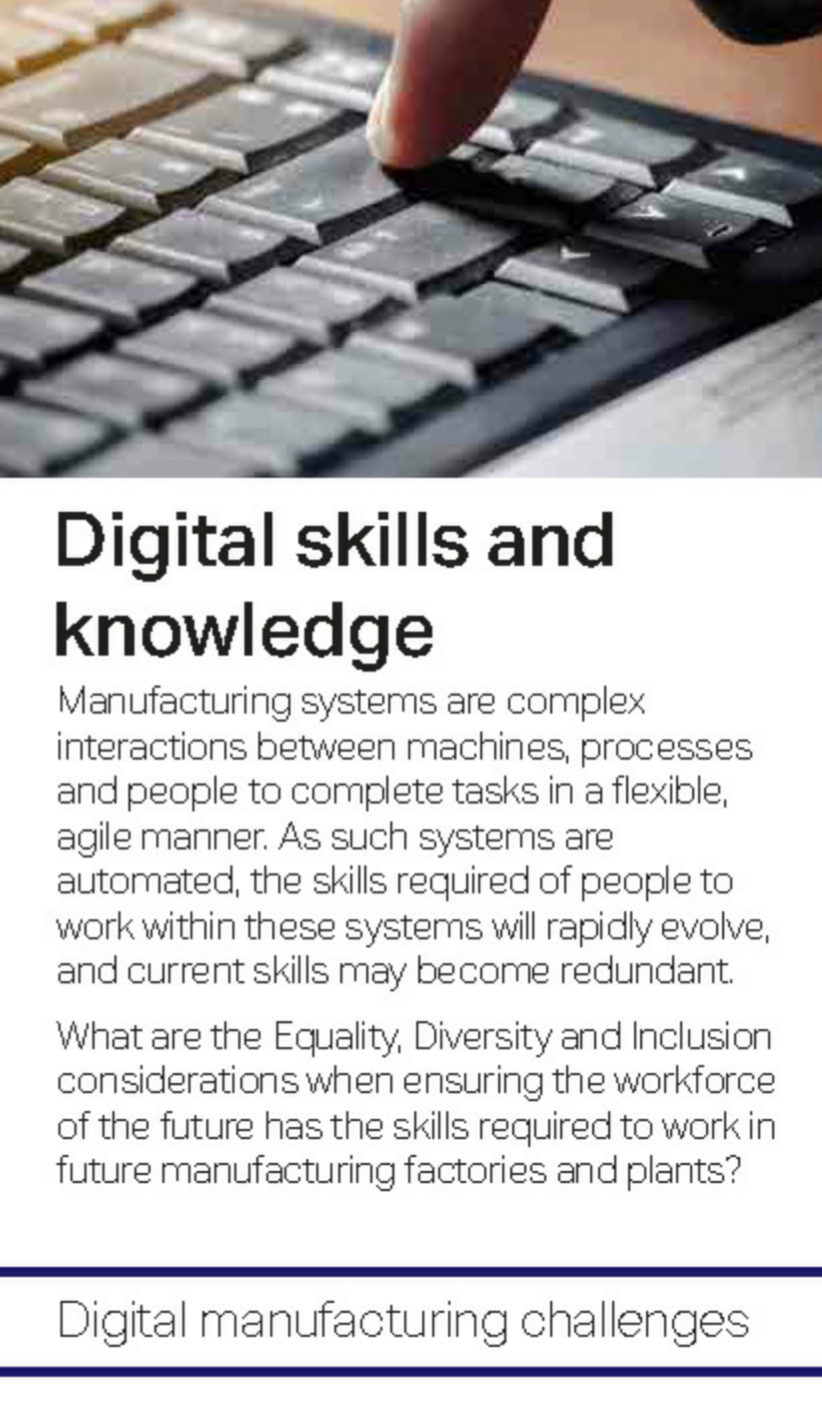 Digital skills and
knowledge
Manufacturing systems are complex
interactions between machines, processes
and people to complete tasks in a flexible,
agile manner. As such systems are
automated, the skills required of people to
work within these systems will rapidly evolve,
and current skills may become redundant.
What are the Equality, Diversity and Inclusion
considerations when ensuring the workforce
of the future has the skills required to work in
future manufacturing factories and plants?
Digital manufacturing challenges